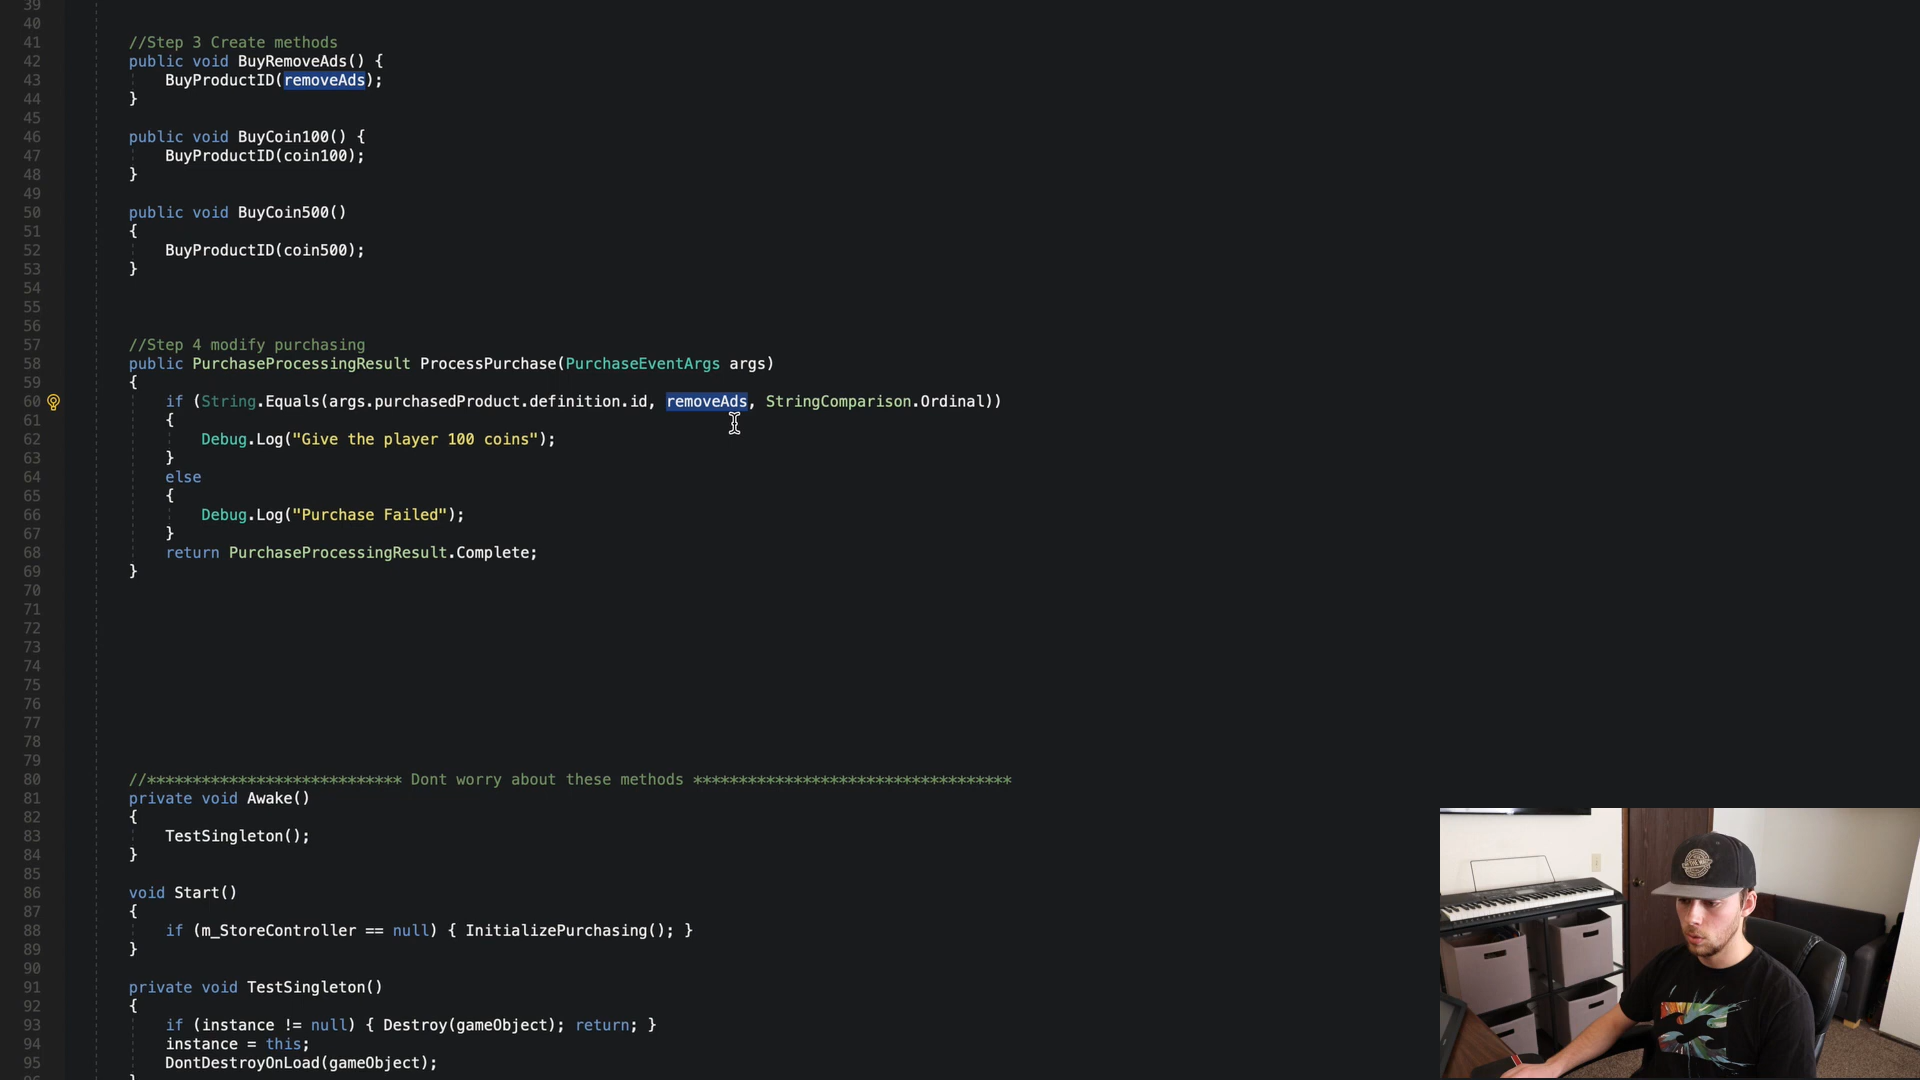 39
40
41 //Step 3 Create methods
42 public void BuyRemoveAds() {
43 BuyProductID(removeAds);
44 }
45
46 public void BuyCoin100() {
47 BuyProductID(coin100);
48 }
49
50 public void BuyCoin500()
51 {
52 BuyProductID(coin500);
53 }
54
55
56
57 //Step 4 modify purchasing
58 public PurchaseProcessingResult ProcessPurchase(PurchaseEventArgs args)
59 {
60 if (String.Equals(args.purchasedProduct.definition.id, removeAds, StringComparison.Ordinal))
61 {
62 Debug.Log("Give the player 100 coins");
63 }
64 else
65 {
66 Debug.Log("Purchase Failed");
67 }
68 return PurchaseProcessingResult.Complete;
69 }
70
71
72
73
74
75
76
77
78
79
80 //**************************** Dont worry about these methods ***********************************
81 private void Awake()
82 {
83 TestSingleton();
84 }
85
86 void Start()
87 {
88 if (m_StoreController == null) { InitializePurchasing(); }
89 }
90
91 private void TestSingleton()
92 {
93 if (instance != null) { Destroy(gameObject); return; }
94 instance = this;
95 DontDestroyOnLoad(gameObject);